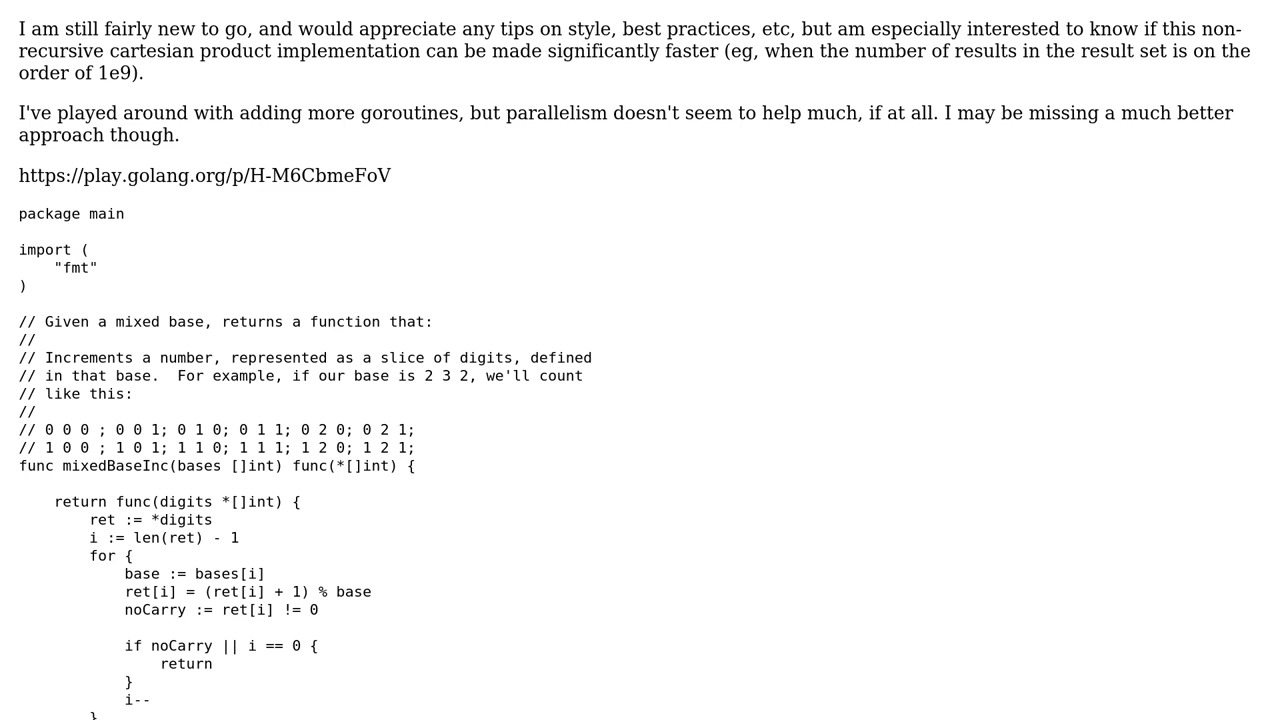 I am still fairly new to go, and would appreciate any tips on style, best practices, etc, but am especially interested to know if this non-
recursive cartesian product implementation can be made significantly faster (eg, when the number of results in the result set is on the
order of 1e9).
I've played around with adding more goroutines, but parallelism doesn't seem to help much, if at all. I may be missing a much better
approach though.
https://play.golang.org/p/H-M6CbmeFoV
package main
import (
    "fmt"
)
// Given a mixed base, returns a function that:
//
// Increments a number, represented as a slice of digits, defined
// in that base.  For example, if our base is 2 3 2, we'll count
// like this:
//
// 0 0 0 ; 0 0 1; 0 1 0; 0 1 1; 0 2 0; 0 2 1;
// 1 0 0 ; 1 0 1; 1 1 0; 1 1 1; 1 2 0; 1 2 1;
func mixedBaseInc(bases []int) func(*[]int) {
    return func(digits *[]int) {
        ret := *digits
        i := len(ret) - 1
        for {
            base := bases[i]
            ret[i] = (ret[i] + 1) % base
            noCarry := ret[i] != 0
            if noCarry || i == 0 {
                return
            }
            i--
        }